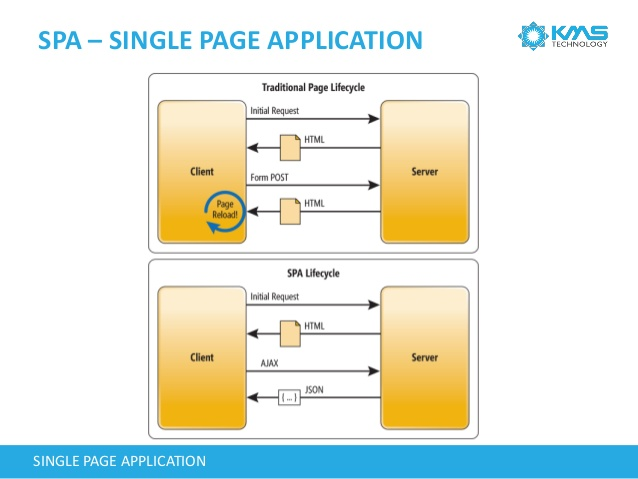 SPA – SINGLE PAGE APPLICATION
KMS
TECHNOLOGY
Traditional Page Lifecycle
Initial Request
HTML
Client
Server
Form POST
Page
Reload!
HTML
SPA Lifecycle
Initial Request
HTML
Client
Server
AJAX
{ ... }
JSON
SINGLE PAGE APPLICATION